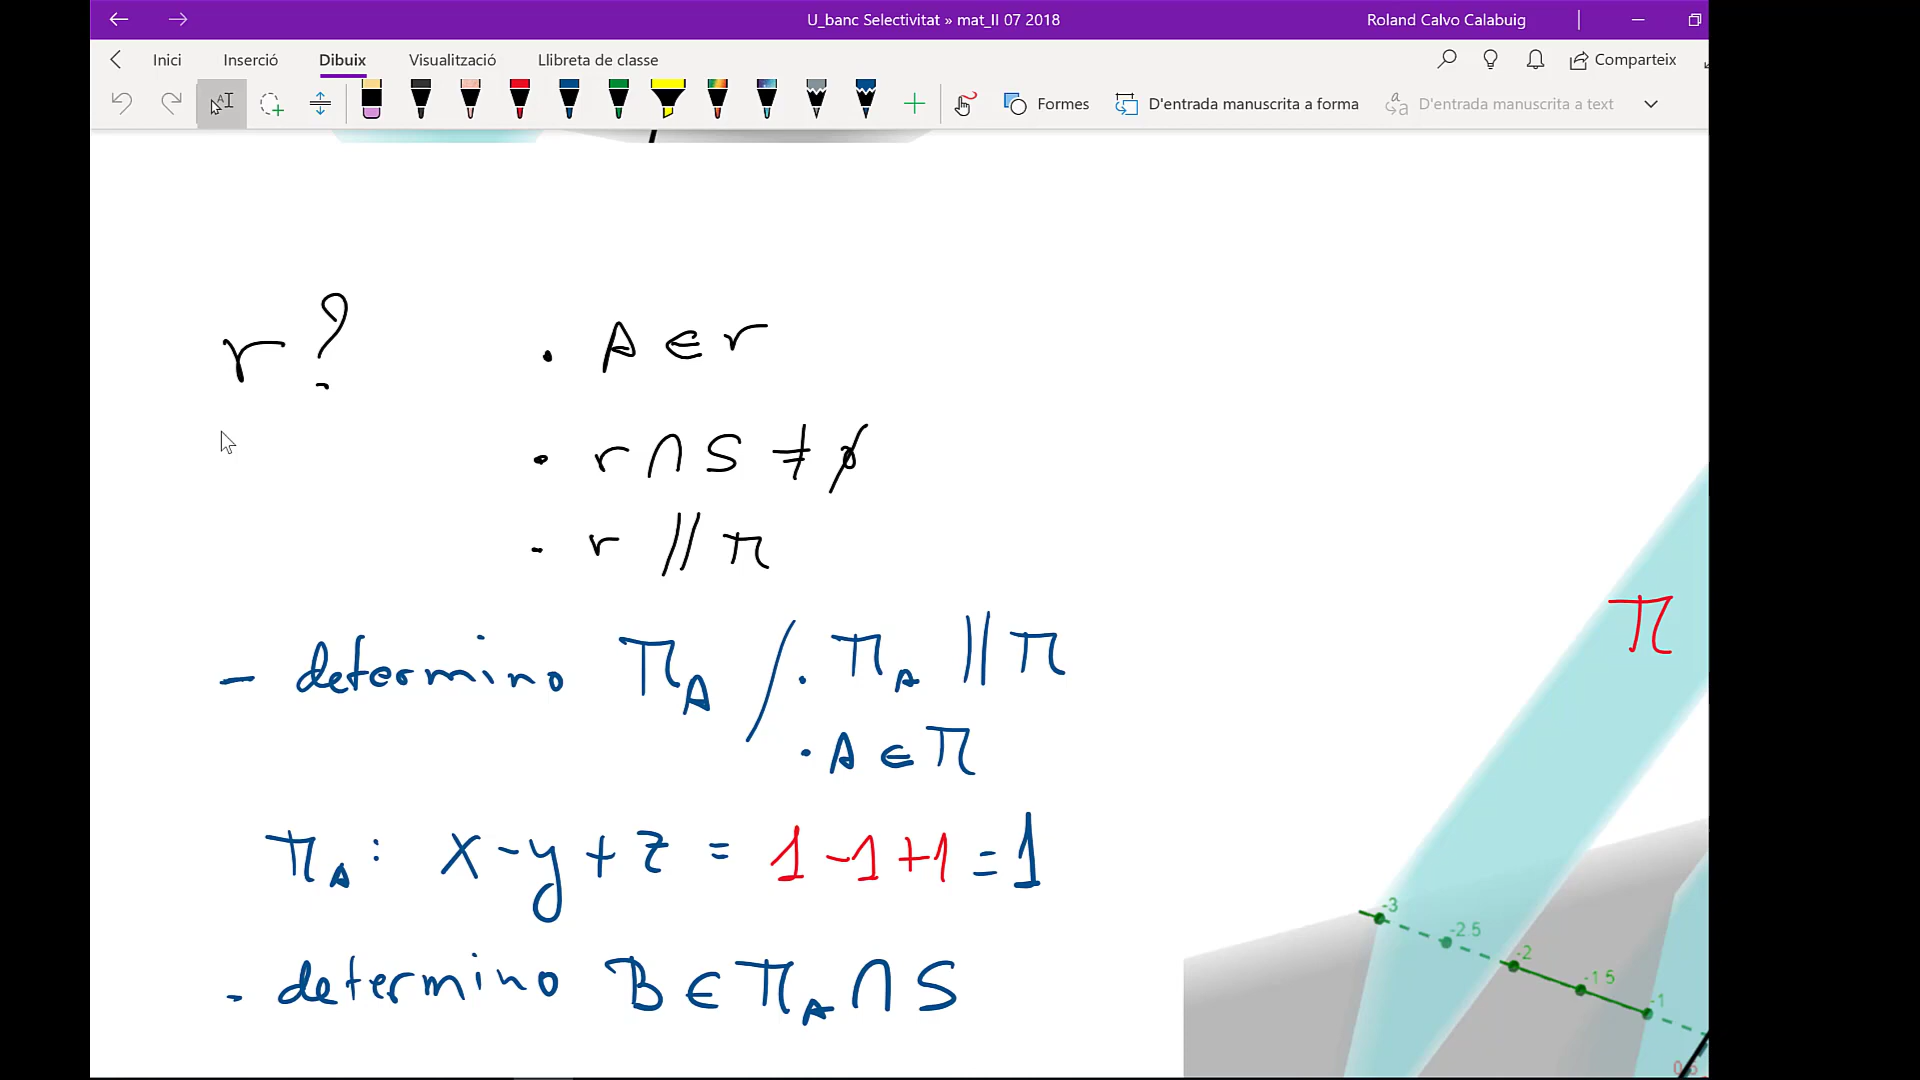 U_banc Selectivitat » mat_II 07 2018
Roland Calvo Calabuig
Inici Inserció Dibuix Visualització Llibreta de classe
Comparteix
Formes D'entrada manuscrita a forma D'entrada manuscrita a text
r ? · A ∈ r
· r ∩ S ≠ ∅
· r // π
- determino π_A / · π_A // π
· A ∈ π
π
π_A : x - y + z = 1 - 1 + 1 = 1
- determino B ∈ π_A ∩ S
-3
-2.5
-2
-1.5
-1